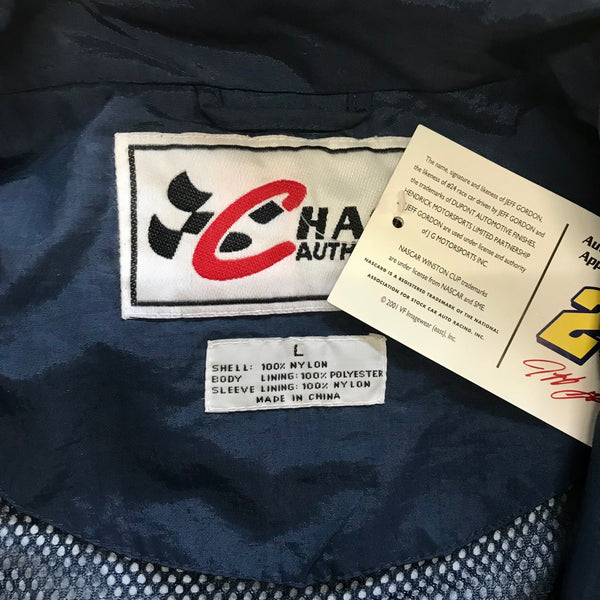 CHA
AUTH
L
SHELL: 100% NYLON
BODY LINING: 100% POLYESTER
SLEEVE LINING: 100% NYLON
MADE IN CHINA
The name, signature and likeness of JEFF GORDON,
the likeness of #24 race car driven by JEFF GORDON and
the trademarks of DUPONT AUTOMOTIVE FINISHES,
HENDRICK MOTORSPORTS LIMITED PARTNERSHIP
JEFF GORDON are used under license and authority
of J G MOTORSPORTS INC.
NASCAR WINSTON CUP trademarks
are under license from NASCAR and SME.
NASCAR® IS A REGISTERED TRADEMARK OF THE NATIONAL
ASSOCIATION FOR STOCK CAR AUTO RACING, INC.
© 2001 VF Imagewear (east), Inc.
Au
App
2